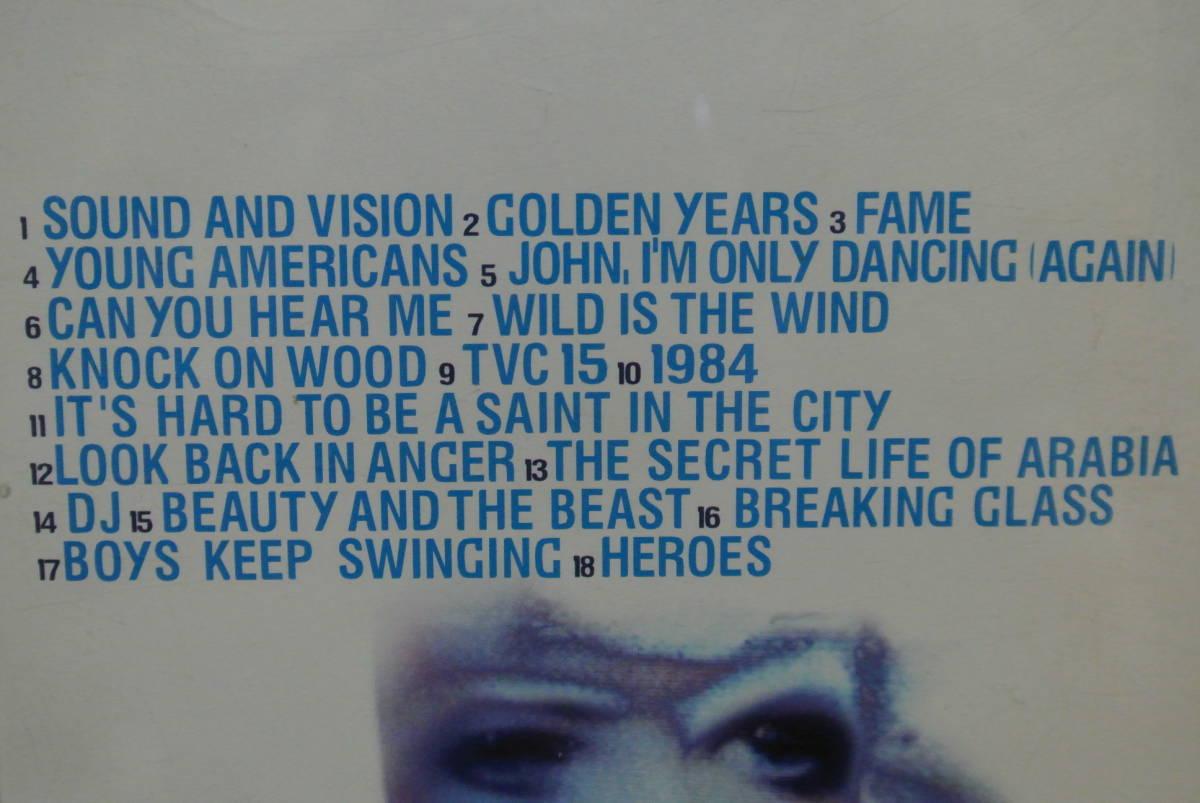 1 SOUND AND VISION 2 GOLDEN YEARS 3 FAME
4 YOUNG AMERICANS 5 JOHN, I'M ONLY DANCING (AGAIN)
6 CAN YOU HEAR ME 7 WILD IS THE WIND
8 KNOCK ON WOOD 9 TVC 15 10 1984
11 IT'S HARD TO BE A SAINT IN THE CITY
12 LOOK BACK IN ANGER 13 THE SECRET LIFE OF ARABIA
14 DJ 15 BEAUTY AND THE BEAST 16 BREAKING GLASS
17 BOYS KEEP SWINGING 18 HEROES